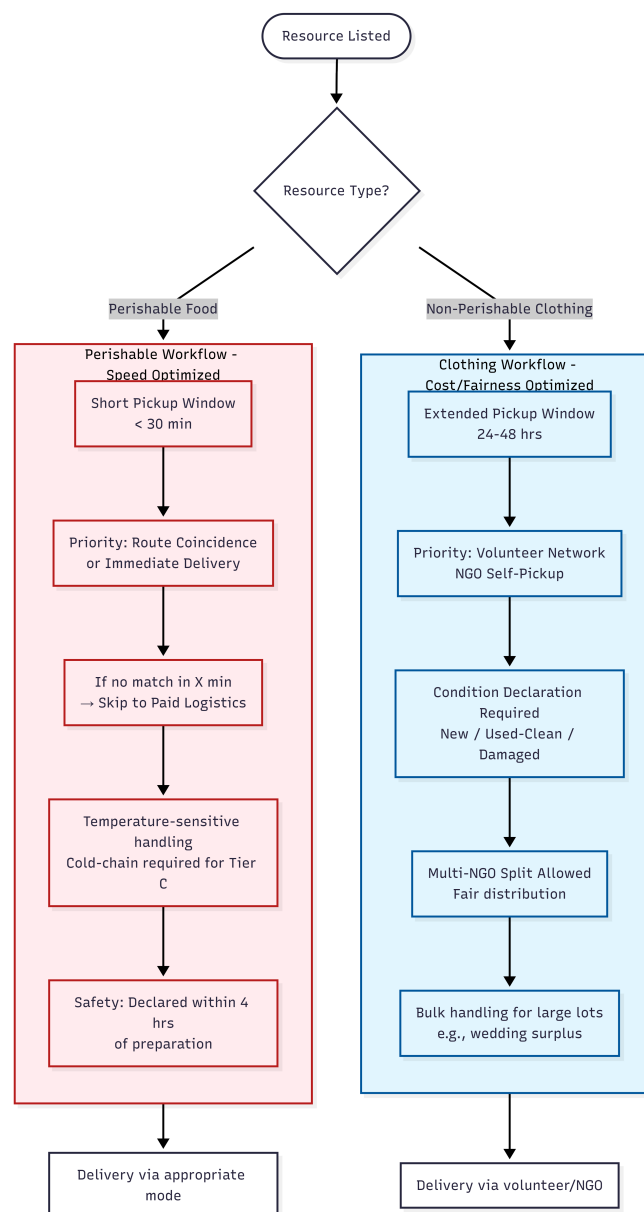 Resource Listed
Resource Type?
Perishable Food
Non-Perishable Clothing
Perishable Workflow -
Speed Optimized
Short Pickup Window
< 30 min
Priority: Route Coincidence
or Immediate Delivery
If no match in X min
→ Skip to Paid Logistics
Temperature-sensitive
handling
Cold-chain required for Tier
C
Safety: Declared within 4
hrs
of preparation
Delivery via appropriate
mode
Clothing Workflow -
Cost/Fairness Optimized
Extended Pickup Window
24-48 hrs
Priority: Volunteer Network
NGO Self-Pickup
Condition Declaration
Required
New / Used-Clean /
Damaged
Multi-NGO Split Allowed
Fair distribution
Bulk handling for large lots
e.g., wedding surplus
Delivery via volunteer/NGO